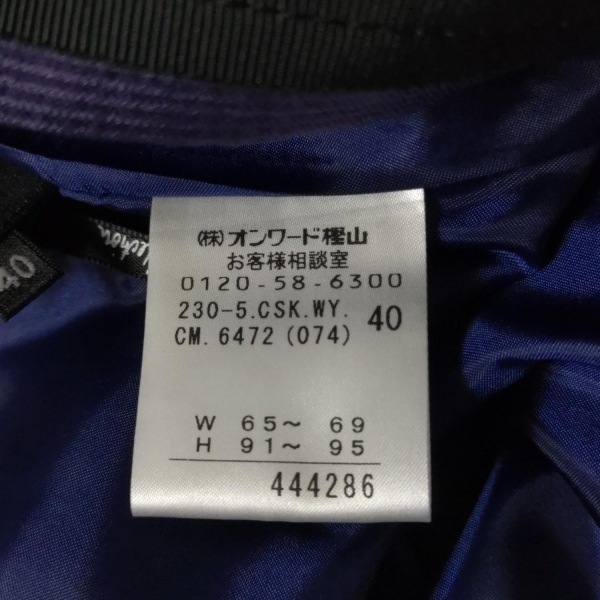 (株)オンワード樫山
お客様相談室
0120-58-6300
230-5.CSK.WY.
CM. 6472 (074) 40
W 65～ 69
H 91～ 95
444286
40